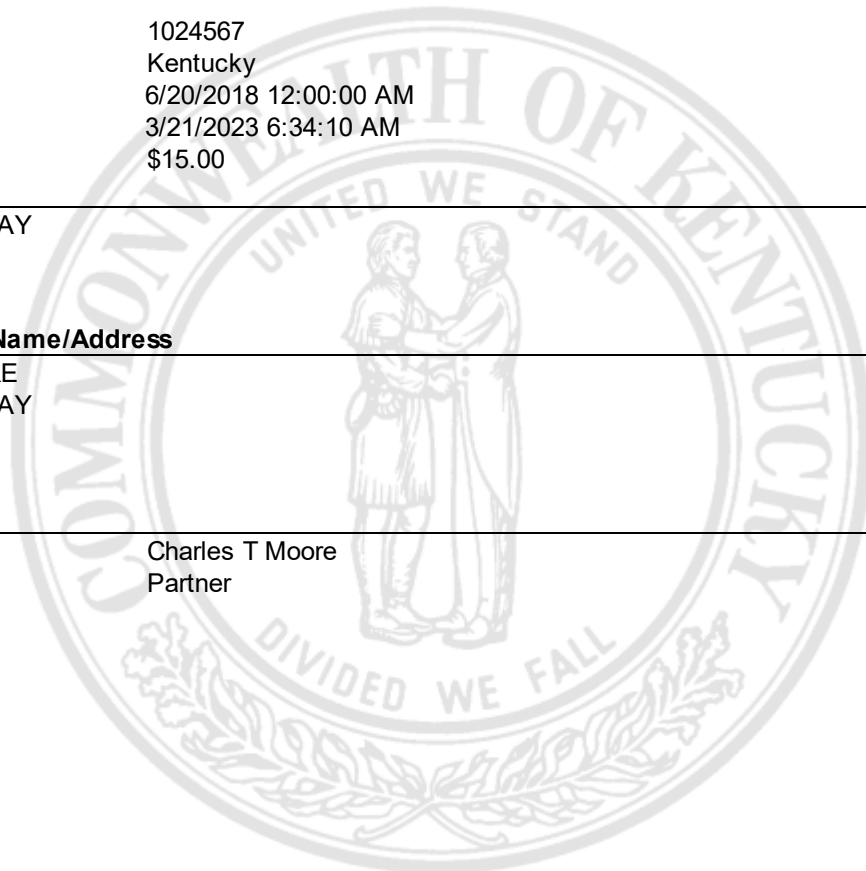 1024567
Kentucky
6/20/2018 12:00:00 AM
3/21/2023 6:34:10 AM
$15.00
AY
Name/Address
E
AY
Charles T Moore
Partner
COMMONWEALTH OF KENTUCKY
UNITED WE STAND
DIVIDED WE FALL